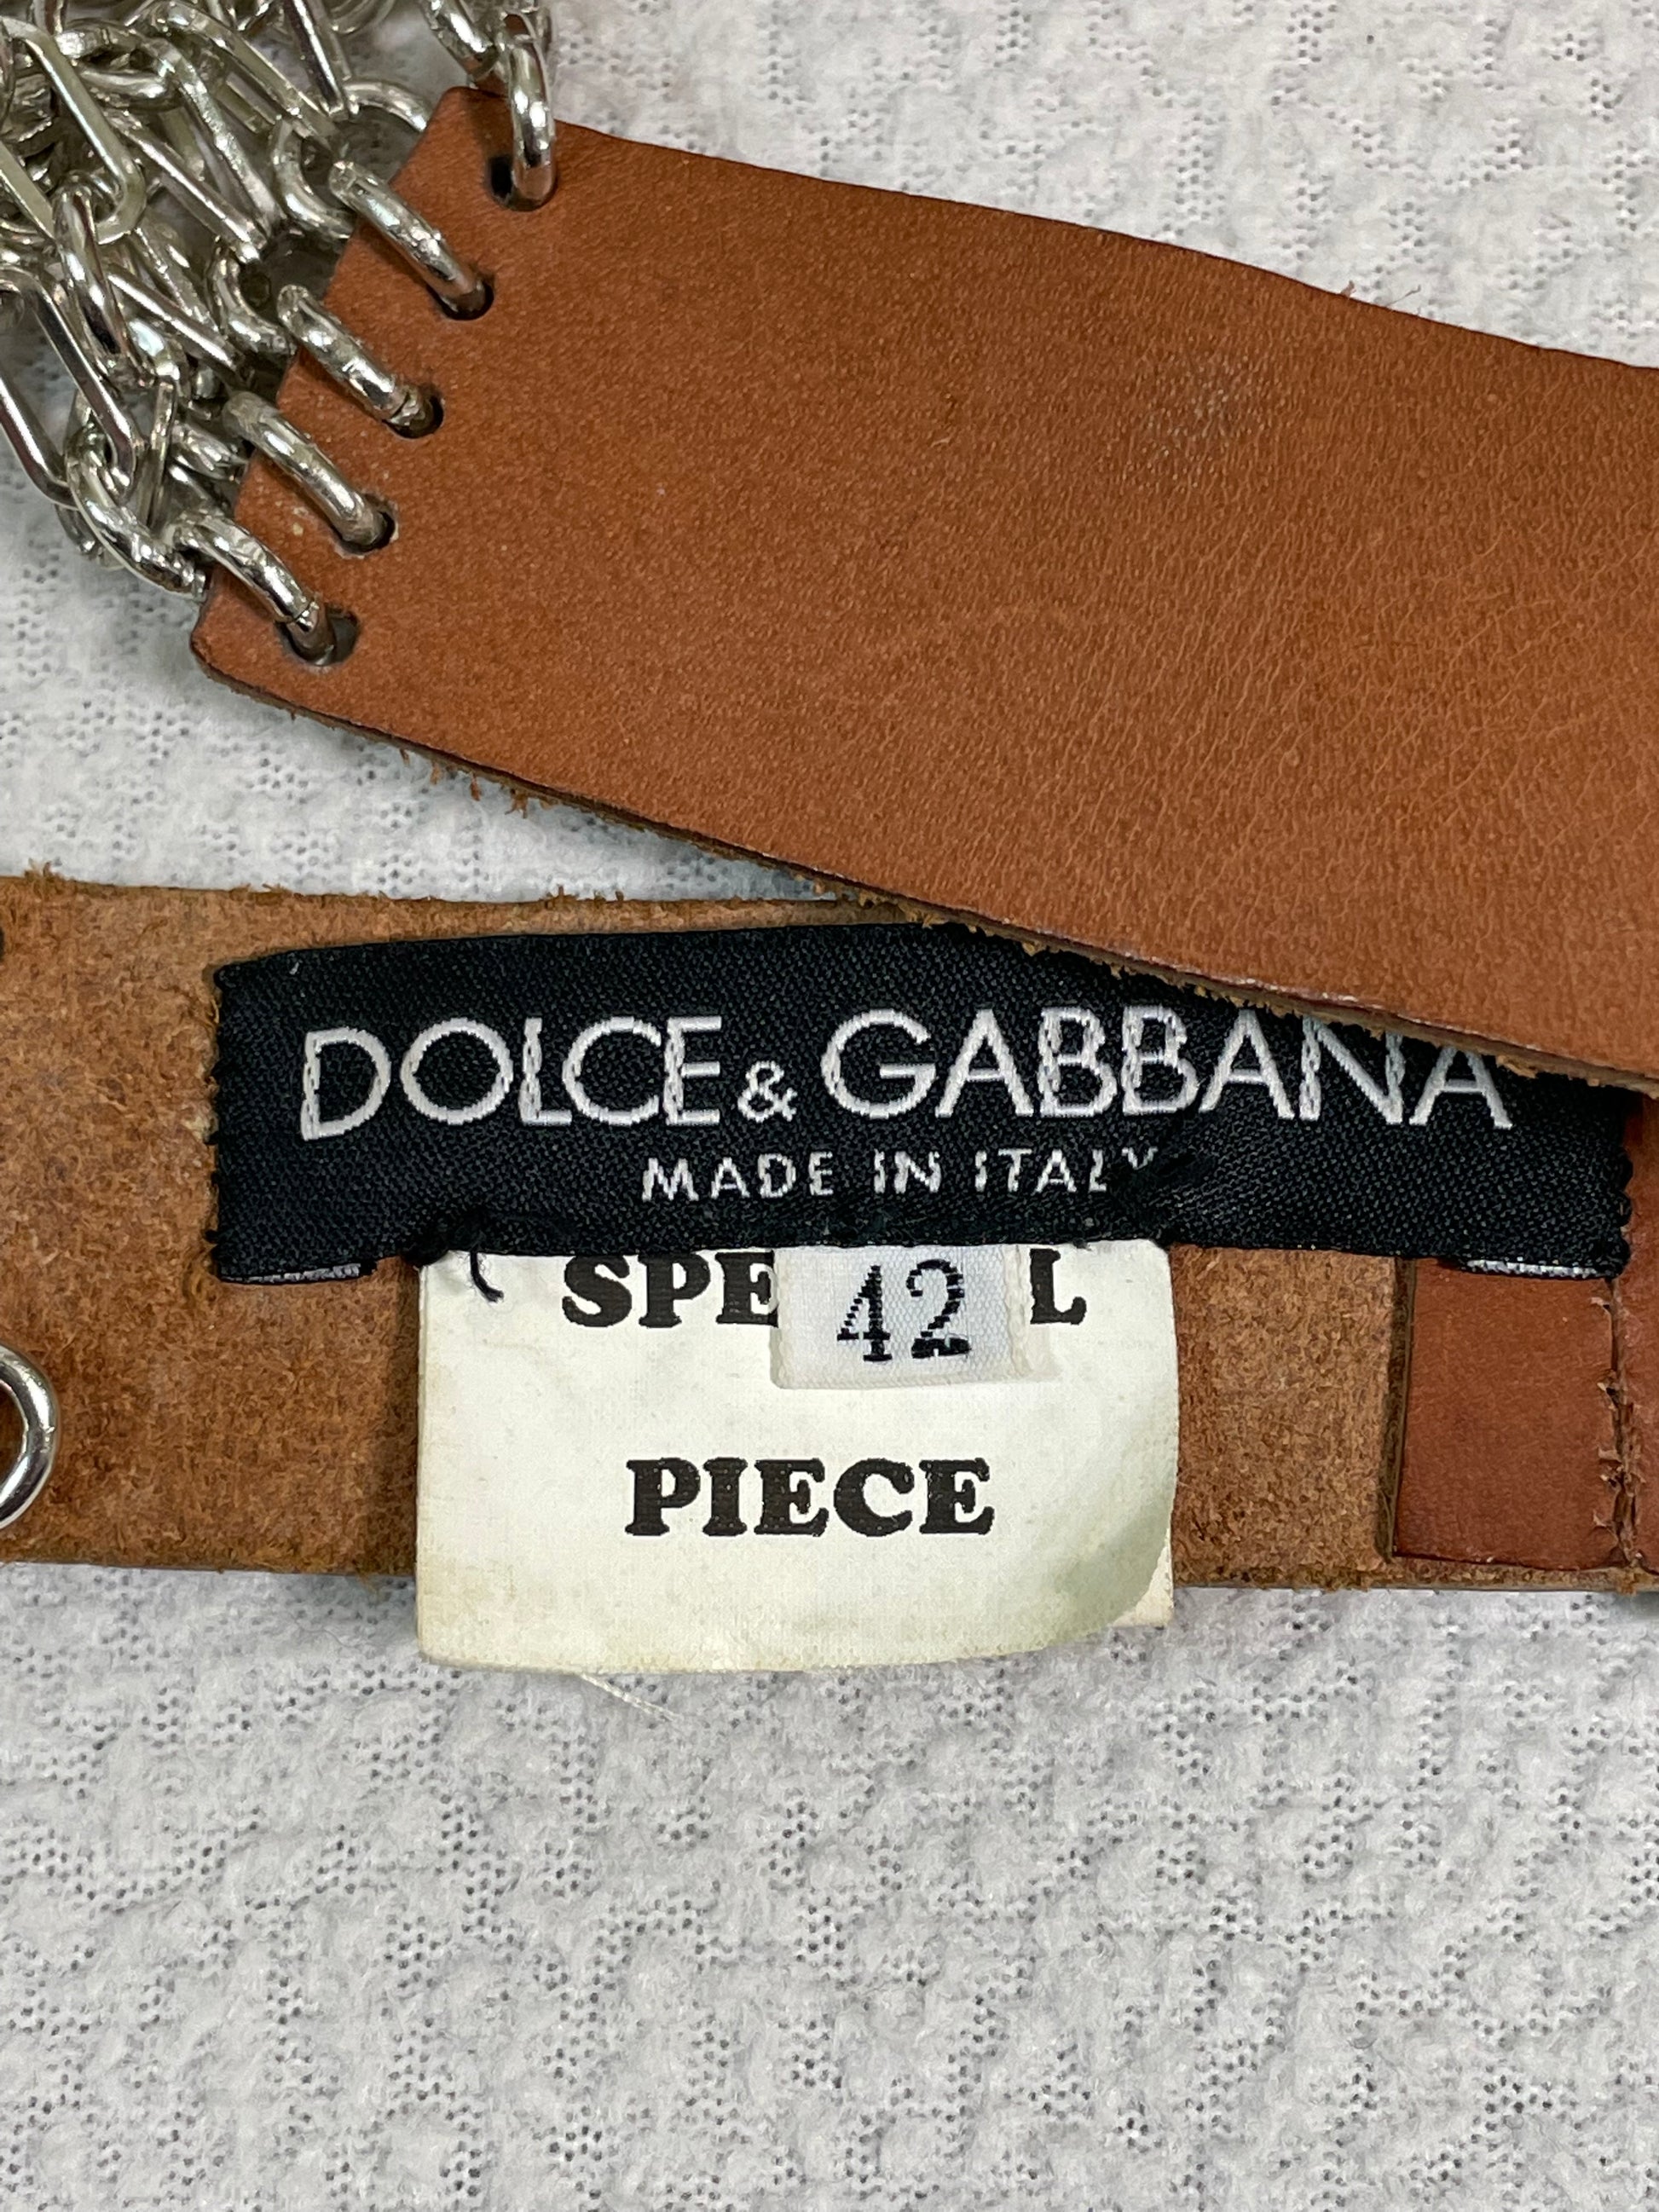 DOLCE & GABBANA
MADE IN ITALY
SPE L
42
PIECE